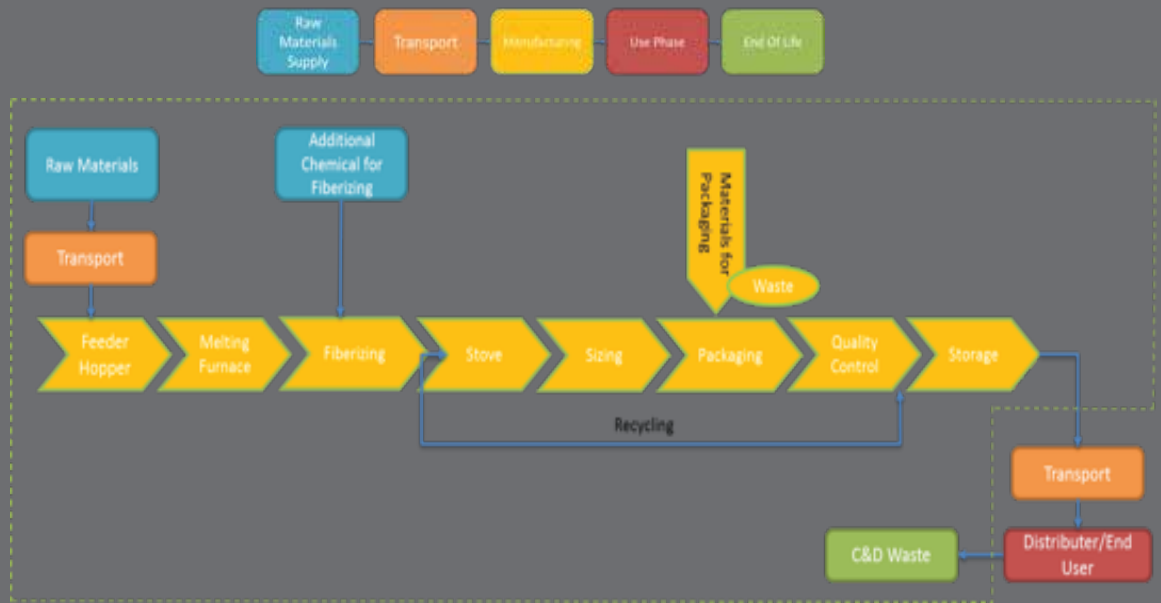 Raw
Materials
Supply
Transport
Manufacturing
Use Phase
End Of Life
Raw Materials
Additional
Chemical for
Fiberizing
Materials for
Packaging
Transport
Waste
Feeder
Hopper
Melting
Furnace
Fiberizing
Stove
Sizing
Packaging
Quality
Control
Storage
Recycling
Transport
C&D Waste
Distributer/End
User